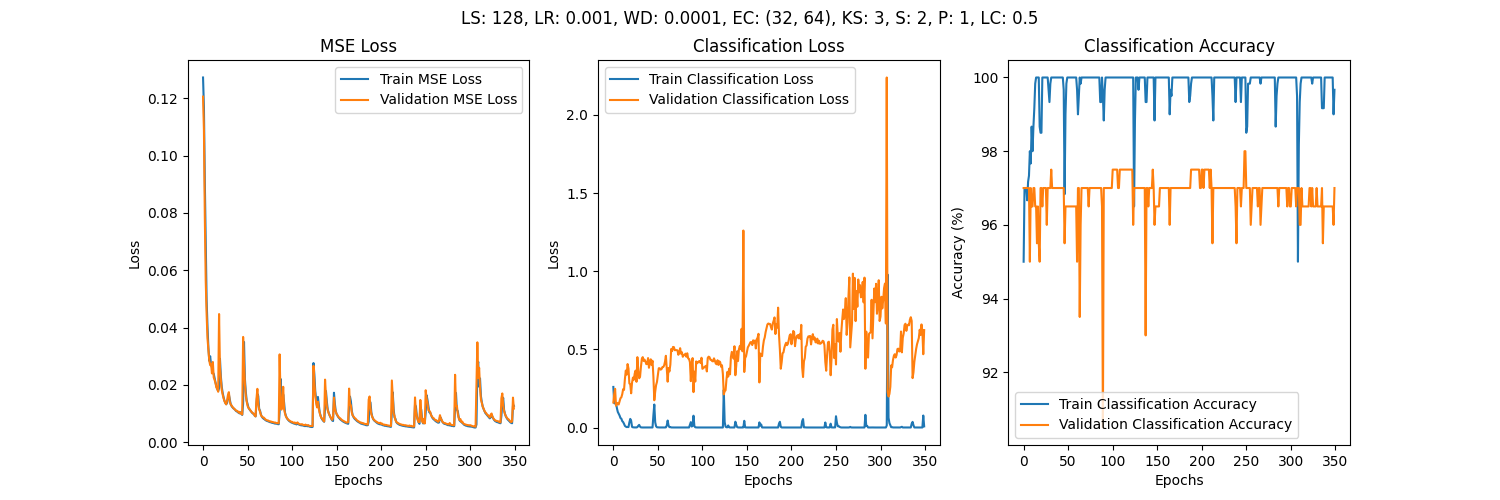 LS: 128, LR: 0.001, WD: 0.0001, EC: (32, 64), KS: 3, S: 2, P: 1, LC: 0.5
MSE Loss
Train MSE Loss
Validation MSE Loss
0.12
0.10
0.08
0.06
0.04
0.02
0.00
Loss
0 50 100 150 200 250 300 350
Epochs
Classification Loss
Train Classification Loss
Validation Classification Loss
2.0
1.5
1.0
0.5
0.0
Loss
0 50 100 150 200 250 300 350
Epochs
Classification Accuracy
100
98
96
94
92
Accuracy (%)
Train Classification Accuracy
Validation Classification Accuracy
0 50 100 150 200 250 300 350
Epochs